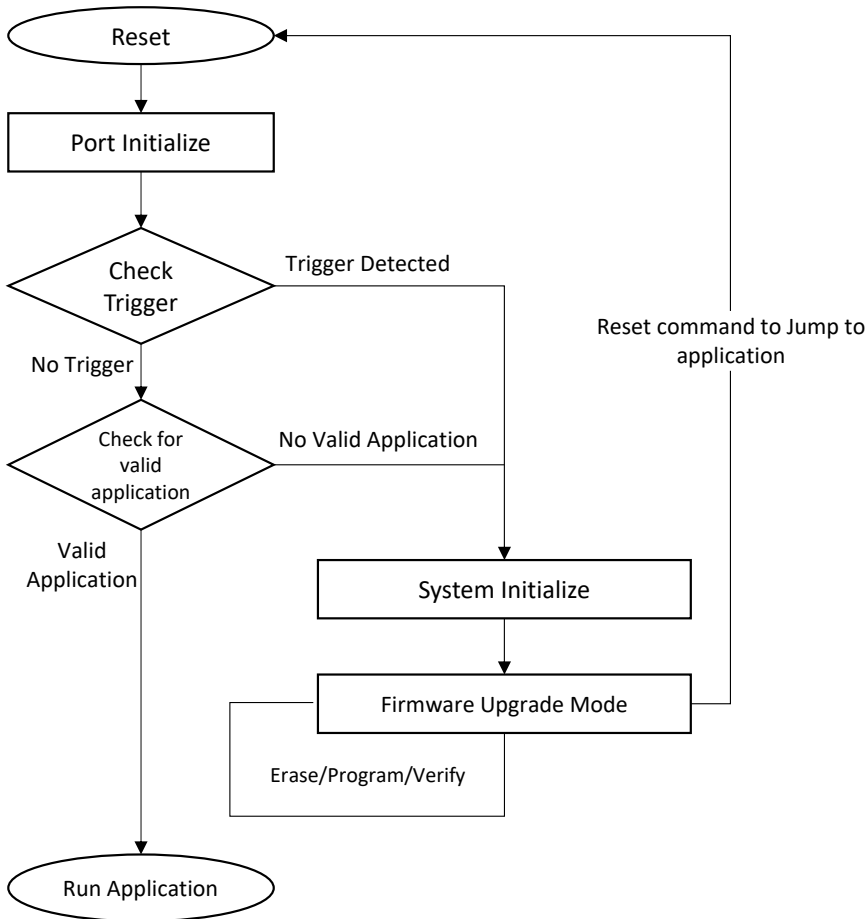 Reset
Port Initialize
Check
Trigger
Trigger Detected
Reset command to Jump to
application
No Trigger
Check for
valid
application
No Valid Application
Valid
Application
System Initialize
Firmware Upgrade Mode
Erase/Program/Verify
Run Application